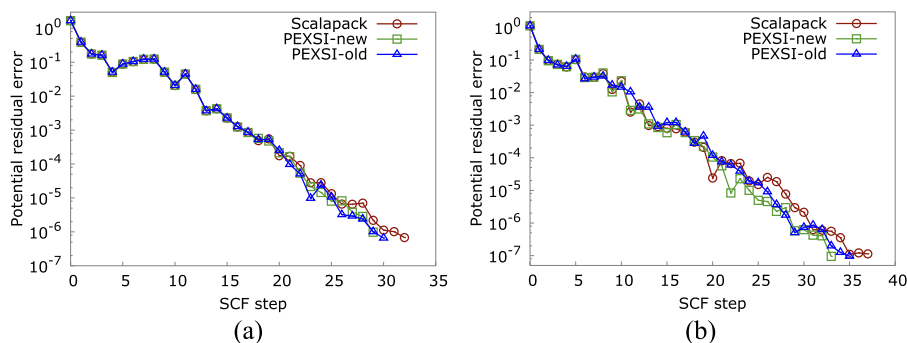 Potential residual error
10^0
10^-1
10^-2
10^-3
10^-4
10^-5
10^-6
10^-7
Scalapack
PEXSI-new
PEXSI-old
0 5 10 15 20 25 30 35
SCF step
(a)
Potential residual error
10^0
10^-1
10^-2
10^-3
10^-4
10^-5
10^-6
10^-7
Scalapack
PEXSI-new
PEXSI-old
0 5 10 15 20 25 30 35 40
SCF step
(b)